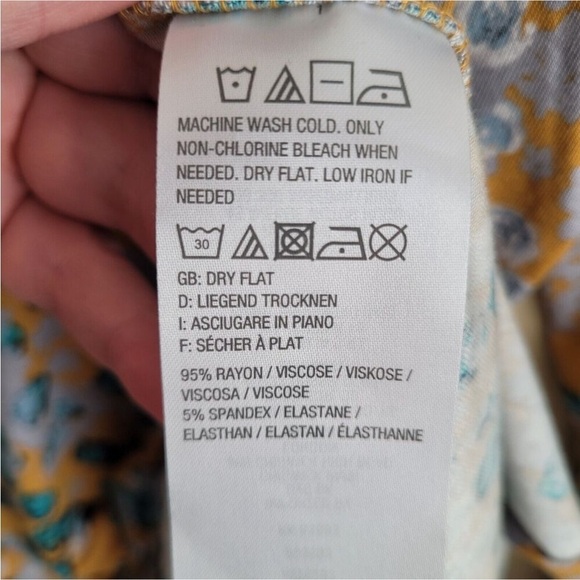 MACHINE WASH COLD. ONLY
NON-CHLORINE BLEACH WHEN
NEEDED. DRY FLAT. LOW IRON IF
NEEDED
30
GB: DRY FLAT
D: LIEGEND TROCKNEN
I: ASCIUGARE IN PIANO
F: SÉCHER À PLAT
95% RAYON / VISCOSE / VISKOSE /
VISCOSA / VISCOSE
5% SPANDEX / ELASTANE /
ELASTHAN / ELASTAN / ÉLASTHANNE